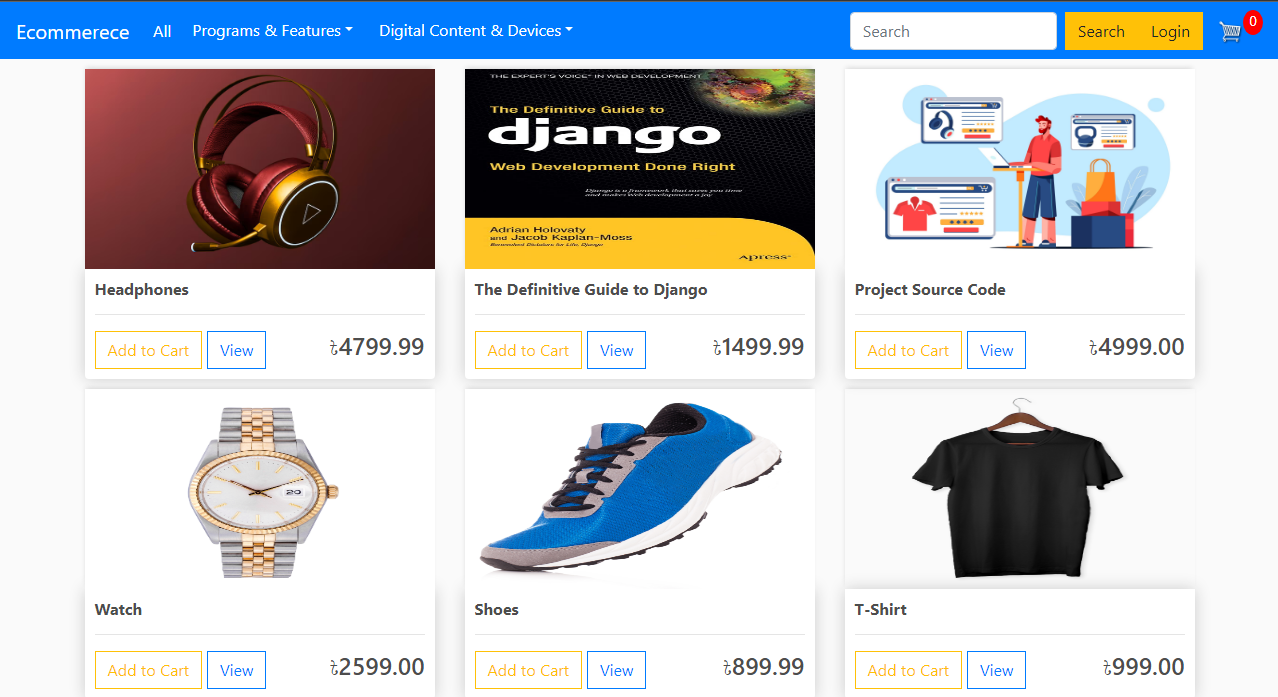 Ecommerece All Programs & Features Digital Content & Devices Search Search Login 0
THE EXPERT'S VOICE® IN WEB DEVELOPMENT
The Definitive Guide to
django
Web Development Done Right
Django is a framework that saves you time
and makes Web development a joy
Adrian Holovaty
and Jacob Kaplan-Moss
Benevolent Dictators for Life, Django
Apress®
Headphones
Add to Cart View ৳4799.99
The Definitive Guide to Django
Add to Cart View ৳1499.99
Project Source Code
Add to Cart View ৳4999.00
20
Watch
Add to Cart View ৳2599.00
Shoes
Add to Cart View ৳899.99
T-Shirt
Add to Cart View ৳999.00